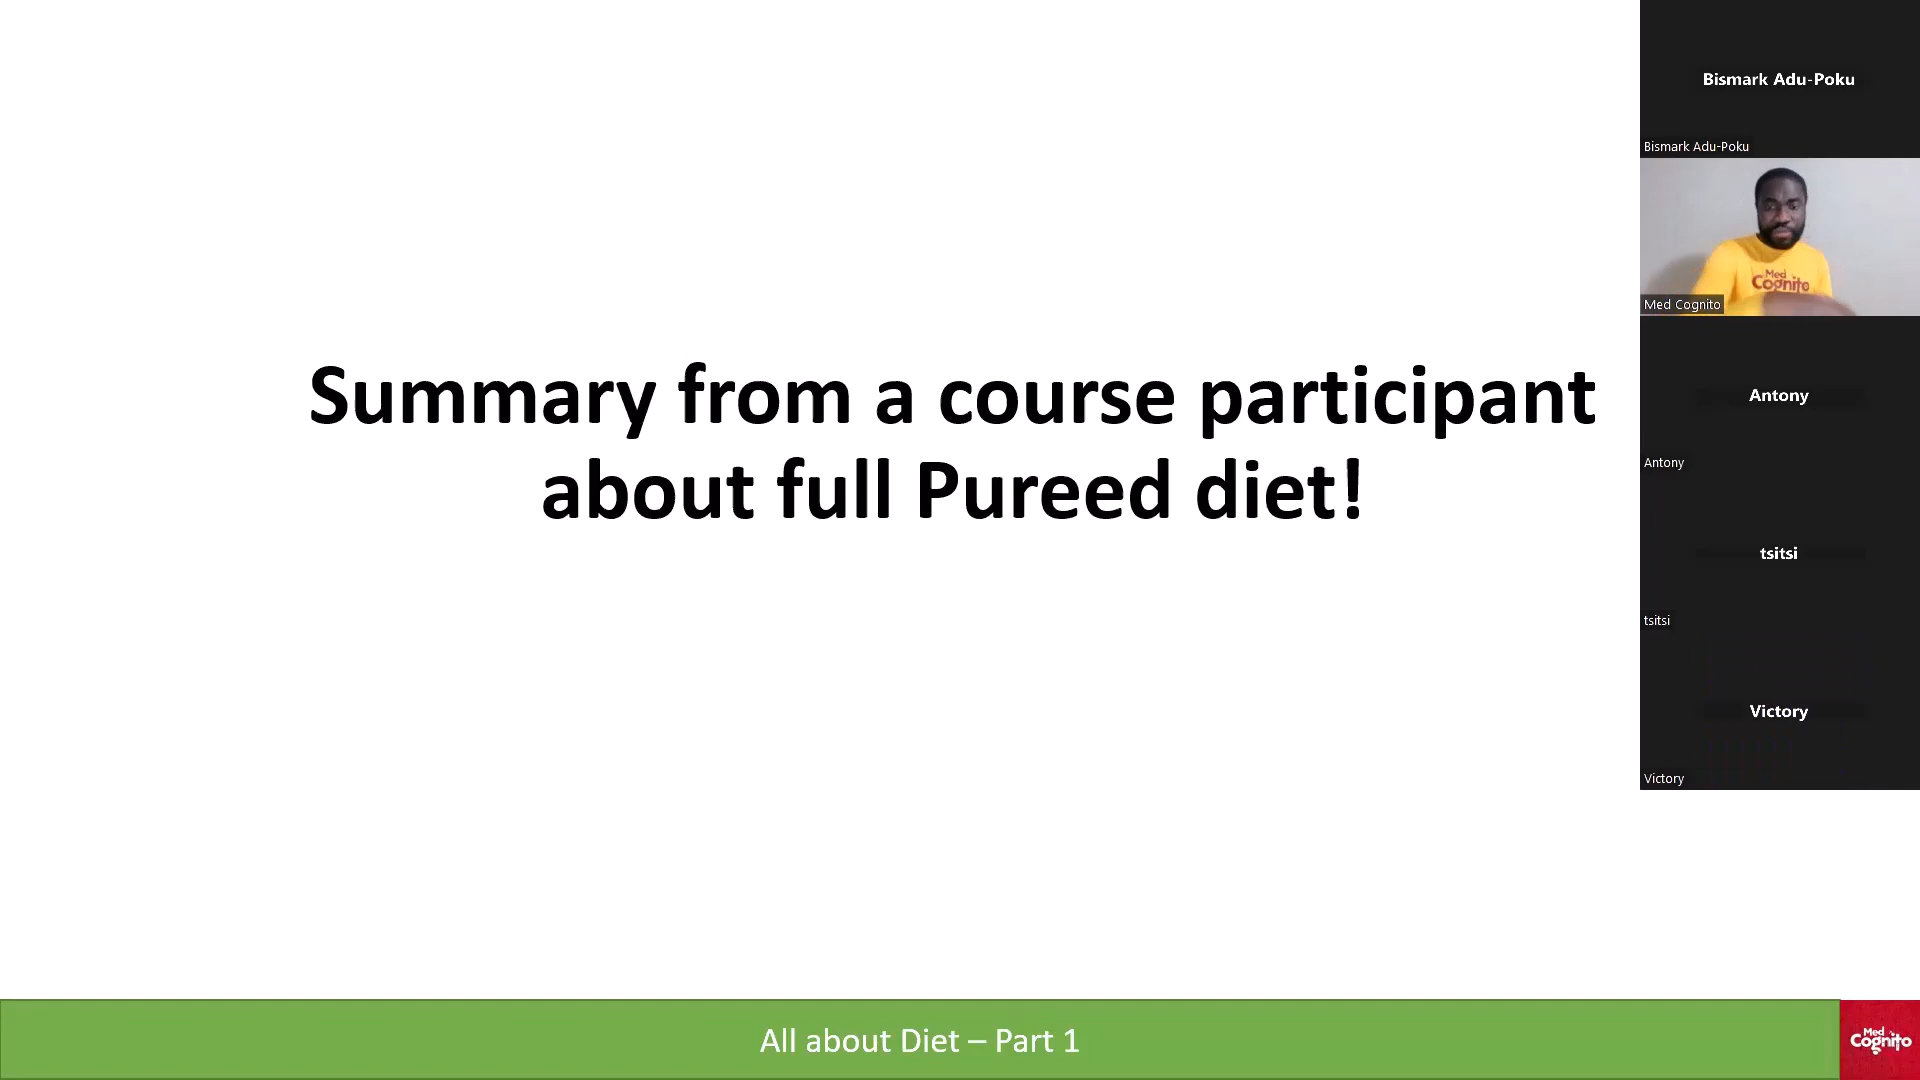 Summary from a course participant
about full Pureed diet!
Bismark Adu-Poku
Bismark Adu-Poku
Med
Cognito
Med Cognito
Antony
Antony
tsitsi
tsitsi
Victory
Victory
All about Diet – Part 1
Med
Cognito